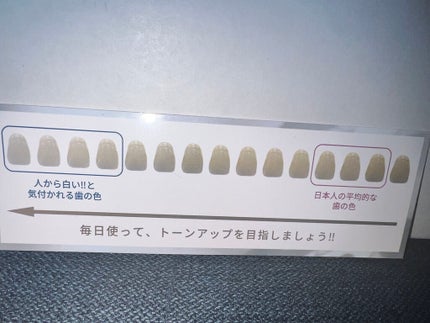 人から白い!!と
気付かれる歯の色
日本人の平均的な
歯の色
毎日使って、トーンアップを目指しましょう!!